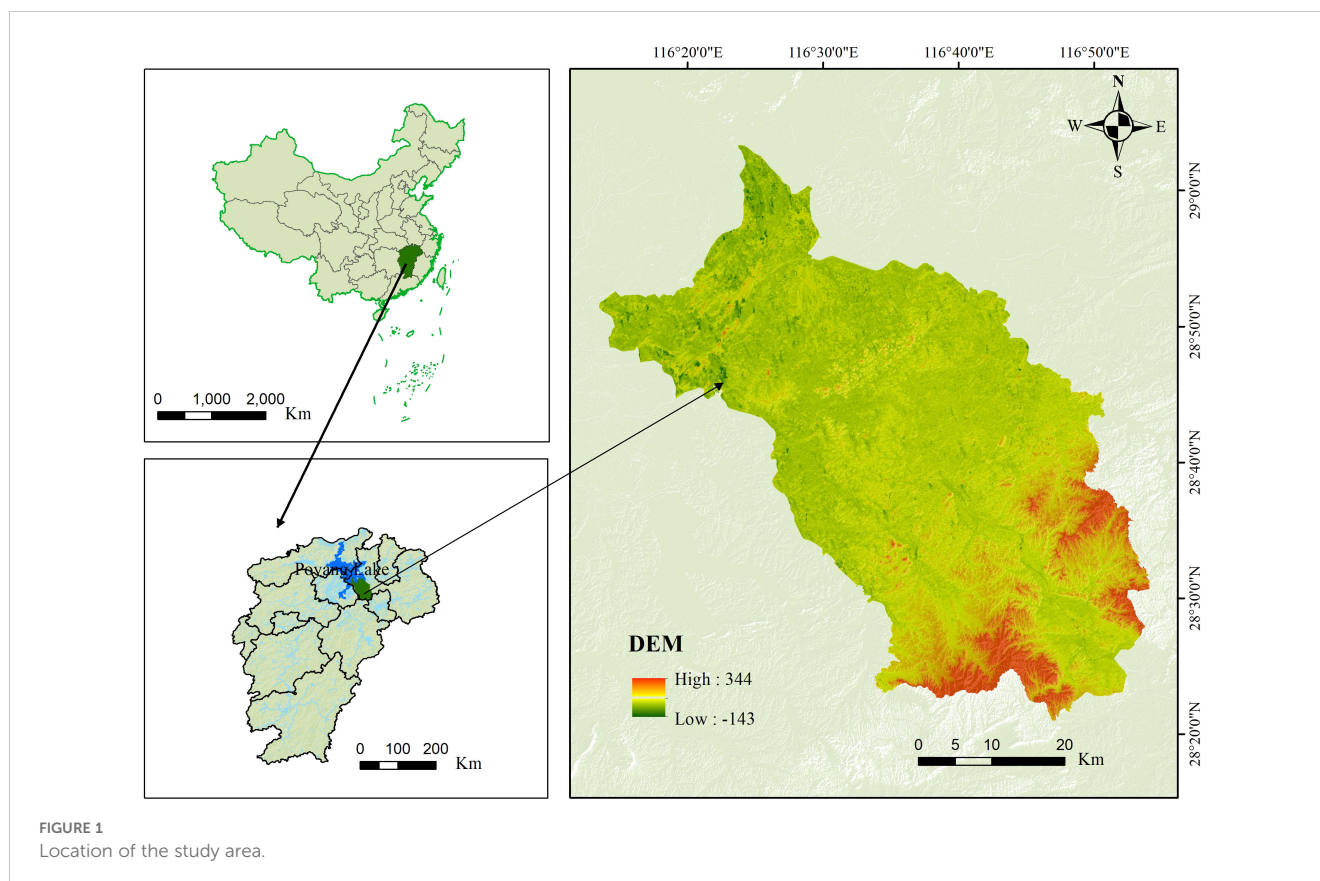 116°20'0"E 116°30'0"E 116°40'0"E 116°50'0"E
N
W E
S
29°0'0"N
28°50'0"N
28°40'0"N
28°30'0"N
28°20'0"N
0 1,000 2,000 Km
Poyang Lake
0 100 200
Km
DEM
High : 344
Low : -143
0 5 10 20
Km
FIGURE 1
Location of the study area.